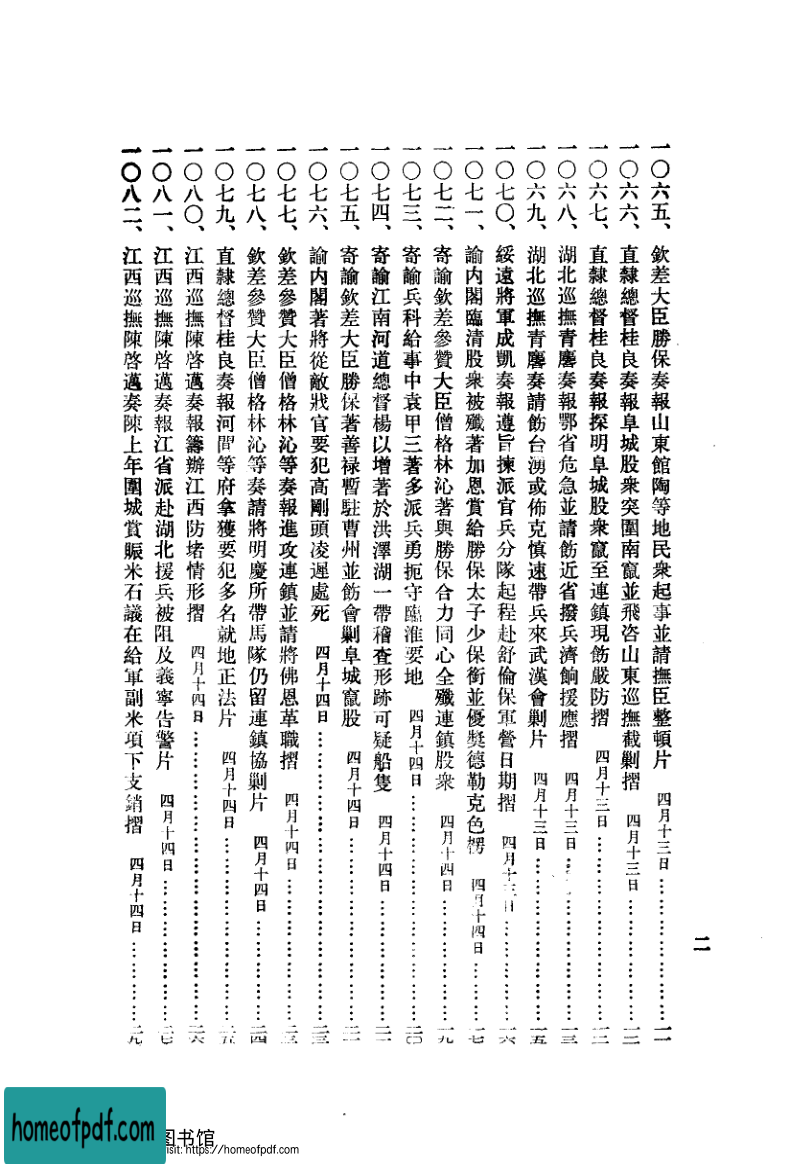 一〇六五、欽差大臣勝保奏報山東館陶等地民衆起事並請撫臣整頓片 四月十三日………………一一
一〇六六、直隸總督桂良奏報阜城股衆突圍南竄並飛咨山東巡撫截剿摺 四月十三日………………一二
一〇六七、直隸總督桂良奏報探明阜城股衆竄至連鎮現飭嚴防摺 四月十三日………………一二
一〇六八、湖北巡撫青麐奏報鄂省危急並請飭近省撥兵濟餉援應摺 四月十三日………………一三
一〇六九、湖北巡撫青麐奏請飭台湧或佈克慎速帶兵來武漢會剿片 四月十三日………………一五
一〇七〇、綏遠將軍成凱奏報遵旨揀派官兵分隊起程赴舒倫保軍營日期摺 四月十三日………………一六
一〇七一、諭內閣臨清股衆被殲著加恩賞給勝保太子少保銜並優獎德勒克色楞 四月十四日………………一七
一〇七二、寄諭欽差參贊大臣僧格林沁著與勝保合力同心全殲連鎮股衆 四月十四日………………一九
一〇七三、寄諭兵科給事中袁甲三著多派兵勇扼守臨淮要地 四月十四日………………二〇
一〇七四、寄諭江南河道總督楊以增著於洪澤湖一帶稽查形跡可疑船隻 四月十四日………………二一
一〇七五、寄諭欽差大臣勝保著善祿暫駐曹州並飭會剿阜城竄股 四月十四日………………二一
一〇七六、諭內閣著將從敵戕官要犯高剛頭凌遲處死 四月十四日………………二三
一〇七七、欽差參贊大臣僧格林沁等奏報進攻連鎮並請將佛恩革職摺 四月十四日………………二三
一〇七八、欽差參贊大臣僧格林沁等奏請將明慶所帶馬隊仍留連鎮協剿片 四月十四日………………二四
一〇七九、直隸總督桂良奏報河間等府拿獲要犯多名就地正法片 四月十四日………………二五
一〇八〇、江西巡撫陳啓邁奏報籌辦江西防堵情形摺 四月十四日………………二六
一〇八一、江西巡撫陳啓邁奏報江省派赴湖北援兵被阻及義寧告警片 四月十四日………………二七
一〇八二、江西巡撫陳啓邁奏陳上年圍城賞賑米石議在給軍副米項下支銷摺 四月十四日………………二九
二
homeofpdf.com
图书馆
isit: https://homeofpdf.com